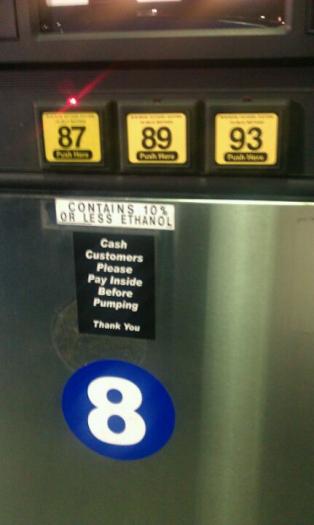 87 89 93
Push Here Push Here Push Here
CONTAINS 10%
OR LESS ETHANOL
Cash
Customers
Please
Pay Inside
Before
Pumping
Thank You
8